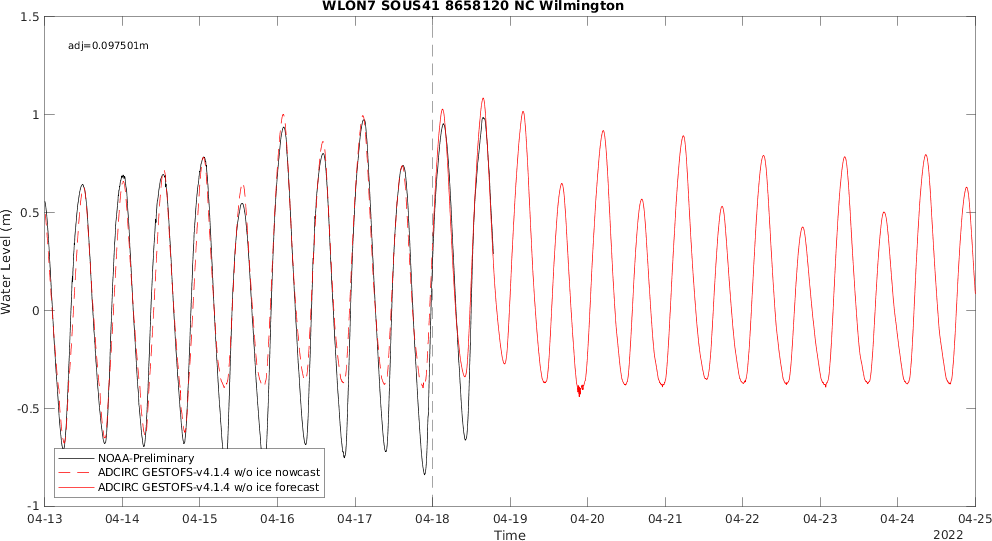 WLON7 SOUS41 8658120 NC Wilmington
adj=0.097501m
1.5
1
0.5
0
-0.5
-1
Water Level (m)
NOAA-Preliminary
ADCIRC GESTOFS-v4.1.4 w/o ice nowcast
ADCIRC GESTOFS-v4.1.4 w/o ice forecast
04-13 04-14 04-15 04-16 04-17 04-18 04-19 04-20 04-21 04-22 04-23 04-24 04-25
Time
2022